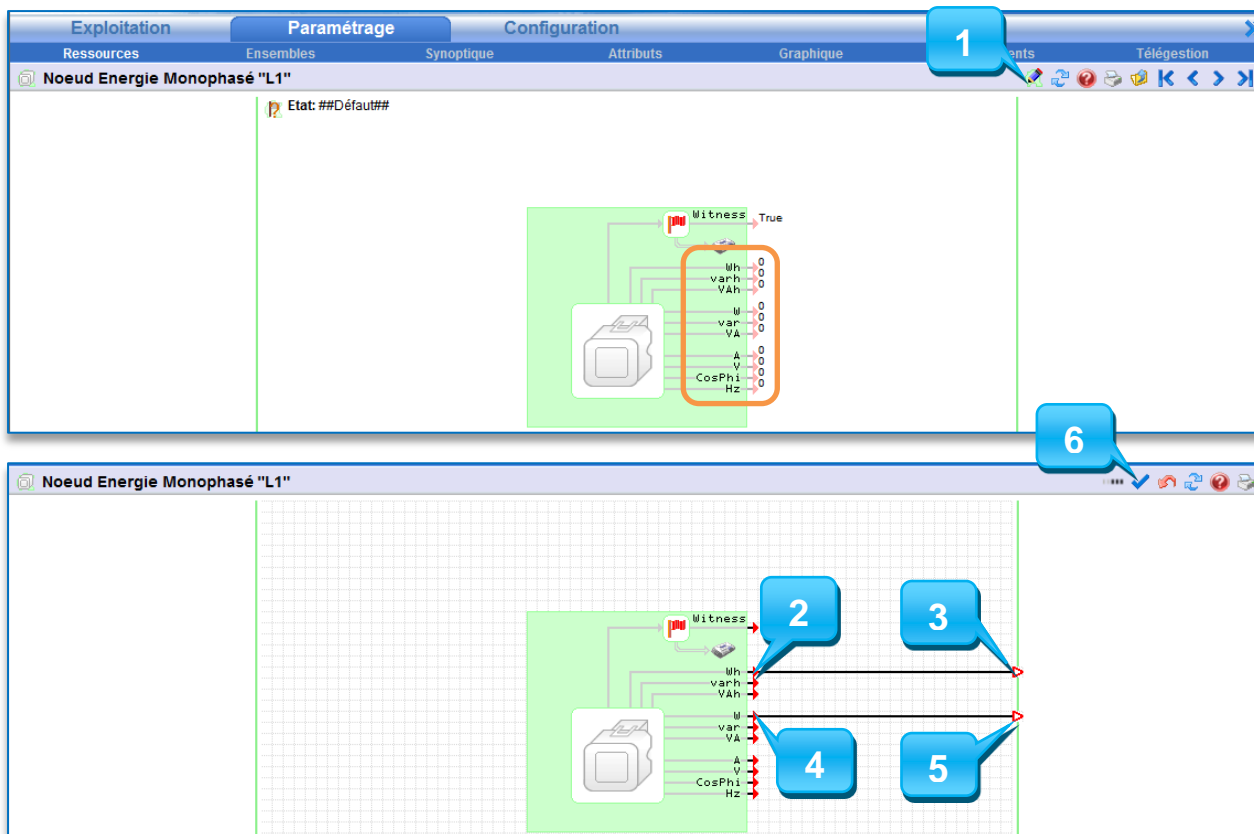 Exploitation Paramétrage Configuration
1
Ressources Ensembles Synoptique Attributs Graphique nts Télégestion
Noeud Energie Monophasé "L1"
Etat: ##Défaut##
Witness True
Wh 0
varh 0
VAh 0
W 0
var 0
VA 0
A 0
V 0
CosPhi 0
Hz 0
6
Noeud Energie Monophasé "L1"
Witness
2
3
Wh
varh
VAh
W
var
VA
4
5
A
V
CosPhi
Hz